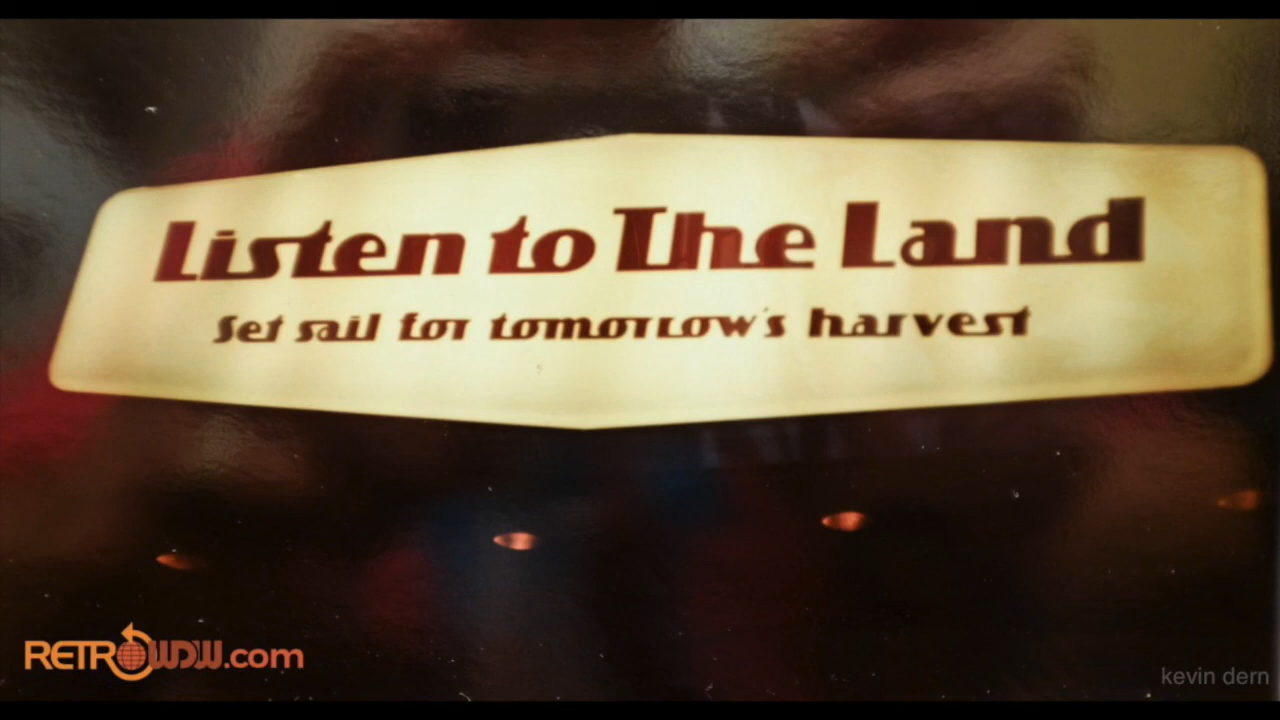 Listen to The Land
Set sail for tomorrow's harvest
RETROWDW.com
kevin dern